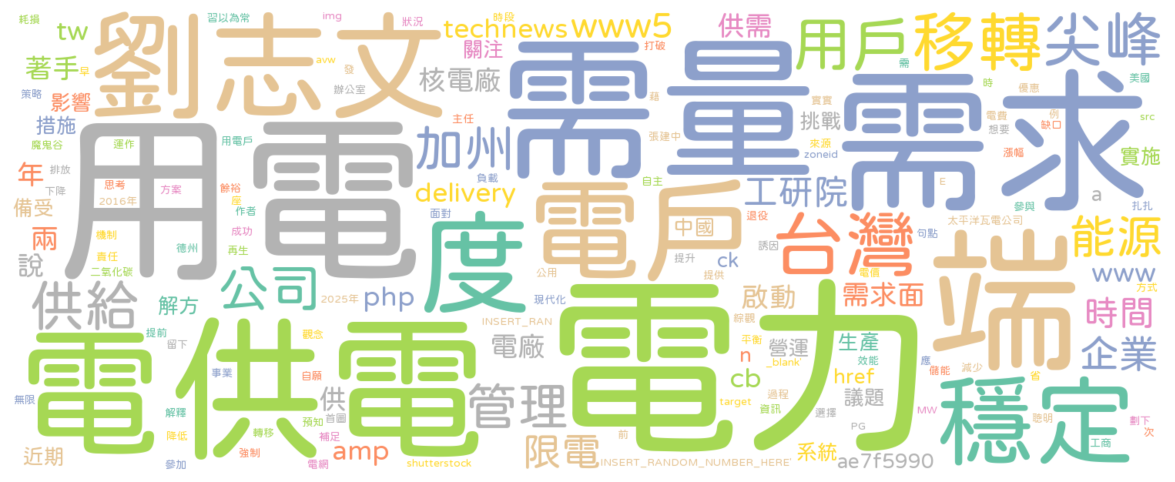 耗損
習以為常
img
狀況
時段
technews
www5
供需
用戶
移轉
尖峰
tw
劉志文
關注
打破
需
早
avw
發
著手
核電廠
需量
需求
美國
策略
影響
辦公室
藉
實實
時
優惠
例
src
措施
主任
挑戰
電費
缺口
魔鬼谷
運作
用電戶
加州
張建中
來源
想要
漲幅
實施
用電
zoneid
年
排放
負載
下降
思考
方案
餘裕
delivery
自主
工研院
a
E
參與
扎扎
2016年
座
電戶
備受
作者
面對
中國
退役
太平洋瓦電公司
兩
機制
成功
度
台灣
句點
能源
德州
再生
誘因
端
說
責任
提升
ck
www
二氧化碳
公司
公用
提供
電價
方式
供給
2025年
php
現代化
啟動
需求面
時間
解方
INSERT_RAN
綜觀
提前
觀念
電廠
電力
平衡
營運
生產
應
企業
留下
電供電
n
_blank
效能
儲能
減少
省
事業
自願
cb
href
無限
供
管理
target
過程
議題
穩定
解釋
預知
首圖
資訊
選擇
MW
聰明
劃下
轉移
補足
前
PG
次
降低
強制
amp
限電
系統
工商
近期
參加
電網
shutterstock
INSERT_RANDOM_NUMBER_HERE
ae7f5990